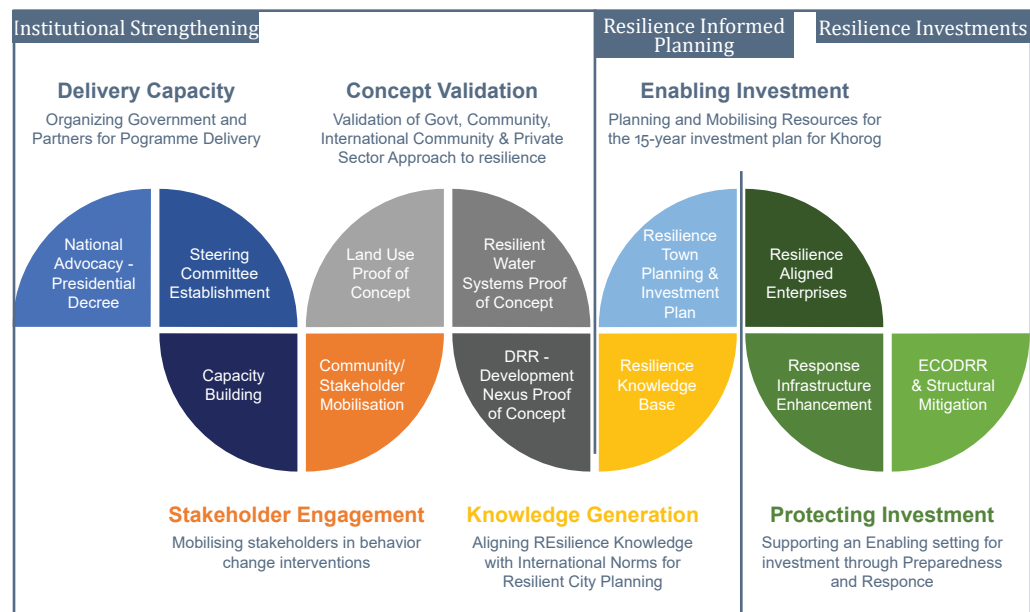 Institutional Strengthening
Resilience Informed
Planning
Resilience Investments
Delivery Capacity
Organizing Government and
Partners for Pogramme Delivery
Concept Validation
Validation of Govt, Community,
International Community & Private
Sector Approach to resilience
Enabling Investment
Planning and Mobilising Resources for
the 15-year investment plan for Khorog
National
Advocacy -
Presidential
Decree
Steering
Committee
Establishment
Land Use
Proof of
Concept
Resilient
Water
Systems Proof
of Concept
Resilience
Town
Planning &
Investment
Plan
Resilience
Aligned
Enterprises
Capacity
Building
Community/
Stakeholder
Mobilisation
DRR -
Development
Nexus Proof
of Concept
Resilience
Knowledge
Base
Response
Infrastructure
Enhancement
ECODRR
& Structural
Mitigation
Stakeholder Engagement
Mobilising stakeholders in behavior
change interventions
Knowledge Generation
Aligning REsilience Knowledge
with International Norms for
Resilient City Planning
Protecting Investment
Supporting an Enabling setting for
investment through Preparedness
and Responce